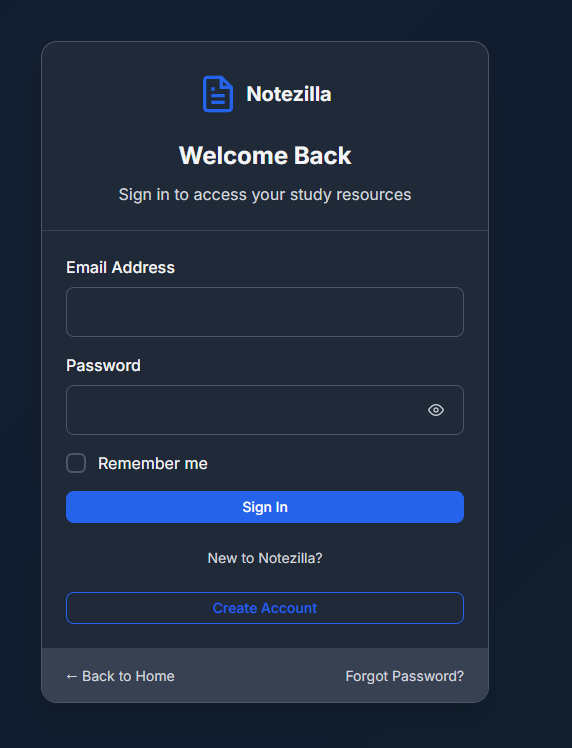 Notezilla
Welcome Back
Sign in to access your study resources
Email Address
Password
Remember me
Sign In
New to Notezilla?
Create Account
← Back to Home
Forgot Password?